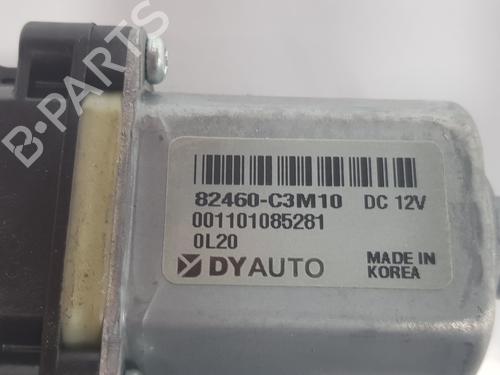 B-PARTS
82460-C3M10 DC 12V
001101085281
0L20
DYAUTO
MADE IN
KOREA